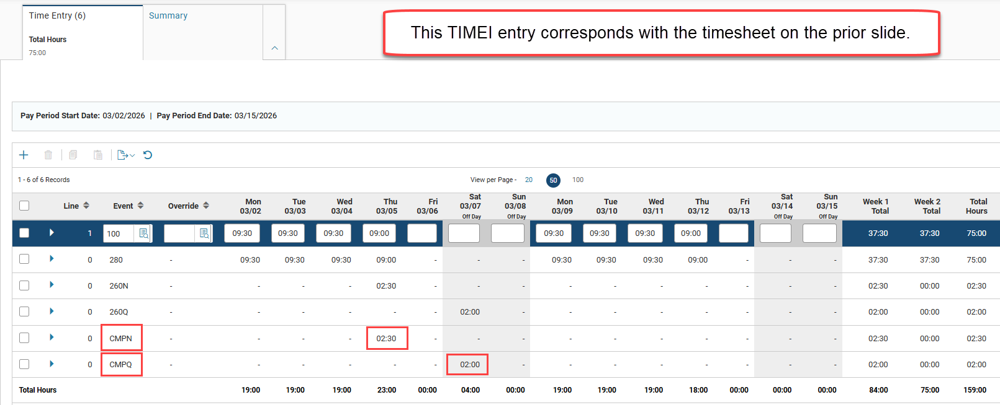 Time Entry (6)
Summary
Total Hours
75:00
This TIMEI entry corresponds with the timesheet on the prior slide.
Pay Period Start Date: 03/02/2026 | Pay Period End Date: 03/15/2026
1 - 6 of 6 Records
View per Page - 20 50 100
Line Event Override Mon 03/02 Tue 03/03 Wed 03/04 Thu 03/05 Fri 03/06 Sat 03/07 Off Day Sun 03/08 Off Day Mon 03/09 Tue 03/10 Wed 03/11 Thu 03/12 Fri 03/13 Sat 03/14 Off Day Sun 03/15 Off Day Week 1 Total Week 2 Total Total Hours
1 100 09:30 09:30 09:30 09:00 09:30 09:30 09:30 09:00 37:30 37:30 75:00
0 280 - 09:30 09:30 09:30 09:00 - - - 09:30 09:30 09:30 09:00 - - - 37:30 37:30 75:00
0 260N - - - - 02:30 - - - - - - - - - - 02:30 00:00 02:30
0 260Q - - - - - - 02:00 - - - - - - - - 02:00 00:00 02:00
0 CMPN - - - - 02:30 - - - - - - - - - - 02:30 00:00 02:30
0 CMPQ - - - - - - 02:00 - - - - - - - - 02:00 00:00 02:00
Total Hours 19:00 19:00 19:00 23:00 00:00 04:00 00:00 19:00 19:00 19:00 18:00 00:00 00:00 00:00 84:00 75:00 159:00